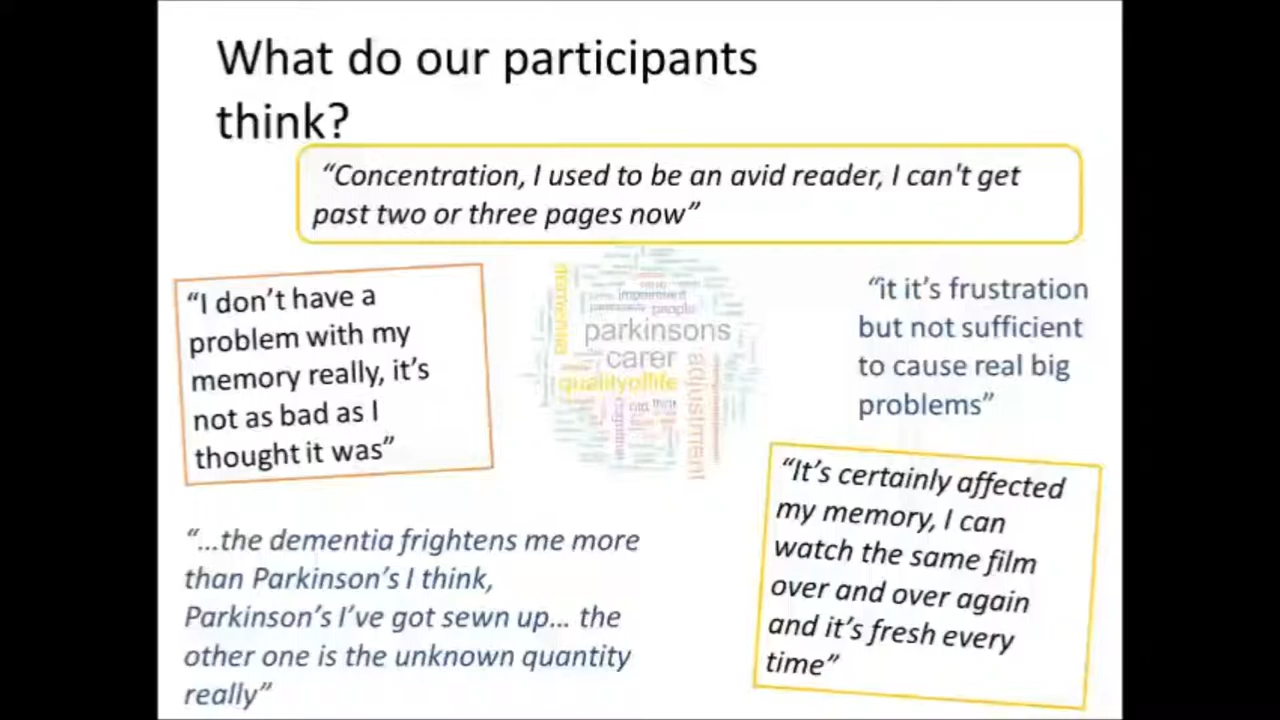 What do our participants
think?
“Concentration, I used to be an avid reader, I can't get
past two or three pages now”
“I don’t have a
problem with my
memory really, it’s
not as bad as I
thought it was”
impairment
people
parkinsons
carer
qualityoflife
adjustment
dementia
“it it’s frustration
but not sufficient
to cause real big
problems”
“…the dementia frightens me more
than Parkinson’s I think,
Parkinson’s I’ve got sewn up… the
other one is the unknown quantity
really”
“It’s certainly affected
my memory, I can
watch the same film
over and over again
and it’s fresh every
time”